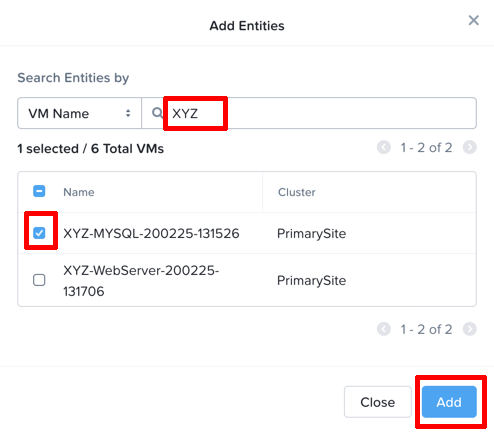 Add Entities
Search Entities by
VM Name XYZ
1 selected / 6 Total VMs 1 - 2 of 2
Name Cluster
XYZ-MYSQL-200225-131526 PrimarySite
XYZ-WebServer-200225-
131706 PrimarySite
1 - 2 of 2
Close Add